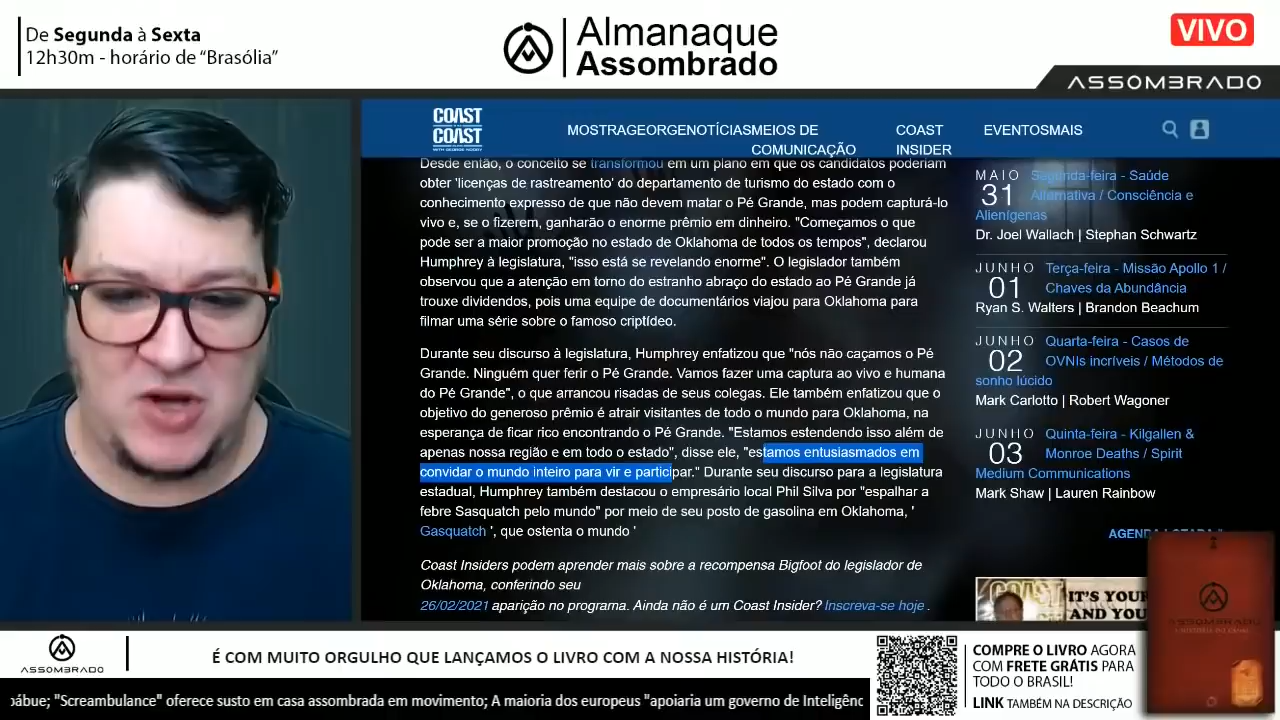 De Segunda à Sexta
12h30m - horário de “Brasólia”
Almanaque
Assombrado
VIVO
ASSOMBRADO
COAST
COAST
MOSTRAGEORGENOTÍCIASMEIOS DE COMUNICAÇÃO
COAST INSIDER
EVENTOSMAIS
Desde então, o conceito se transformou em um plano em que os candidatos poderiam
obter 'licenças de rastreamento' do departamento de turismo do estado com o
conhecimento expresso de que não devem matar o Pé Grande, mas podem capturá-lo
vivo e, se o fizerem, ganharão o enorme prêmio em dinheiro. "Começamos o que
pode ser a maior promoção no estado de Oklahoma de todos os tempos", declarou
Humphrey à legislatura, "isso está se revelando enorme". O legislador também
observou que a atenção em torno do estranho abraço do estado ao Pé Grande já
trouxe dividendos, pois uma equipe de documentários viajou para Oklahoma para
filmar uma série sobre o famoso criptídeo.
Durante seu discurso à legislatura, Humphrey enfatizou que "nós não caçamos o Pé
Grande. Ninguém quer ferir o Pé Grande. Vamos fazer uma captura ao vivo e humana
do Pé Grande", o que arrancou risadas de seus colegas. Ele também enfatizou que o
objetivo do generoso prêmio é atrair visitantes de todo o mundo para Oklahoma, na
esperança de ficar rico encontrando o Pé Grande. "Estamos estendendo isso além de
apenas nossa região e em todo o estado", disse ele, "estamos entusiasmados em
convidar o mundo inteiro para vir e participar." Durante seu discurso para a legislatura
estadual, Humphrey também destacou o empresário local Phil Silva por "espalhar a
febre Sasquatch pelo mundo" por meio de seu posto de gasolina em Oklahoma, '
Gasquatch ', que ostenta o mundo '
Coast Insiders podem aprender mais sobre a recompensa Bigfoot do legislador de
Oklahoma, conferindo seu
26/02/2021 aparição no programa. Ainda não é um Coast Insider? Inscreva-se hoje .
MAIO
31
Segunda-feira - Saúde
Alternativa / Consciência e
Alienígenas
Dr. Joel Wallach | Stephan Schwartz
JUNHO
01
Terça-feira - Missão Apollo 1 /
Chaves da Abundância
Ryan S. Walters | Brandon Beachum
JUNHO
02
Quarta-feira - Casos de
OVNIs incríveis / Métodos de
sonho lúcido
Mark Carlotto | Robert Wagoner
JUNHO
03
Quinta-feira - Kilgallen &
Monroe Deaths / Spirit
Medium Communications
Mark Shaw | Lauren Rainbow
COAST
IT'S YOUR
AND YOU
ASSOMBRADO
ASSOMBRADO
É COM MUITO ORGULHO QUE LANÇAMOS O LIVRO COM A NOSSA HISTÓRIA!
COMPRE O LIVRO AGORA
COM FRETE GRÁTIS PARA
TODO O BRASIL!
LINK TAMBÉM NA DESCRIÇÃO
oábue; "Screambulance" oferece susto em casa assombrada em movimento; A maioria dos europeus "apoiaria um governo de Inteligênc